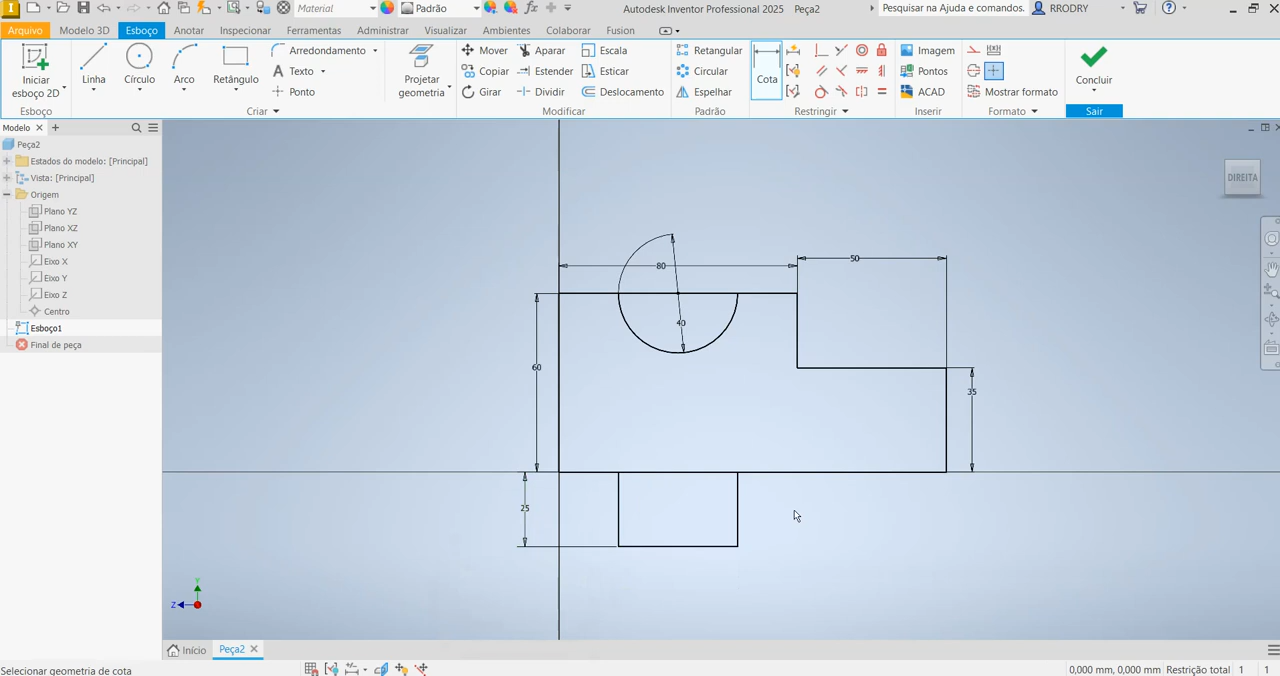 Material
Padrão
Autodesk Inventor Professional 2025 Peça2
Pesquisar na Ajuda e comandos.
RRODRY
Arquivo Modelo 3D Esboço Anotar Inspecionar Ferramentas Administrar Visualizar Ambientes Colaborar Fusion
Iniciar
esboço 2D
Linha
Círculo
Arco
Retângulo
Arredondamento
Texto
Ponto
Projetar
geometria
Mover
Copiar
Girar
Aparar
Estender
Dividir
Escala
Esticar
Deslocamento
Retangular
Circular
Espelhar
Cota
Imagem
Pontos
ACAD
Mostrar formato
Concluir
Esboço Criar Modificar Padrão Restringir Inserir Formato Sair
Modelo
Peça2
Estados do modelo: [Principal]
Vista: [Principal]
Origem
Plano YZ
Plano XZ
Plano XY
Eixo X
Eixo Y
Eixo Z
Centro
Esboço1
Final de peça
DIREITA
80
50
40
60
35
25
Y
Z
Início
Peça2
Selecionar geometria de cota
0,000 mm, 0,000 mm Restrição total 1 1